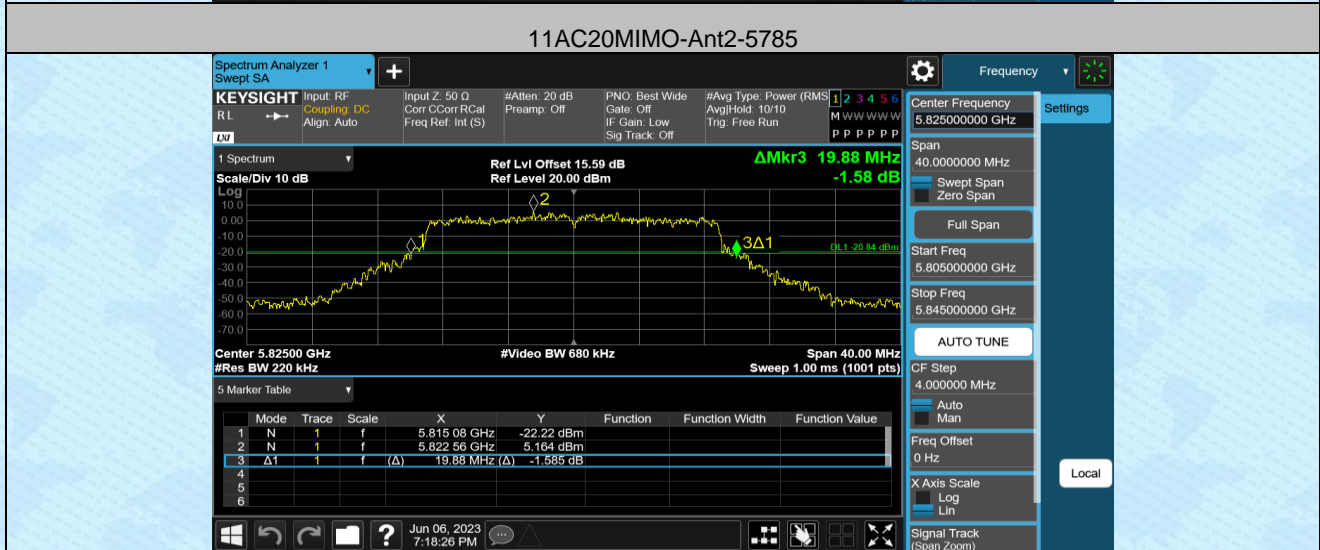 11AC20MIMO-Ant2-5785
Spectrum Analyzer 1
Swept SA
+
Frequency
KEYSIGHT
R L
LXI
Input: RF
Coupling: DC
Align: Auto
Input Z: 50 Ω
Corr CCorr RCal
Freq Ref: Int (S)
#Atten: 20 dB
Preamp: Off
PNO: Best Wide
Gate: Off
IF Gain: Low
Sig Track: Off
#Avg Type: Power (RMS
Avg|Hold: 10/10
Trig: Free Run
1 2 3 4 5 6
M W W W W W
P P P P P P
1 Spectrum
Scale/Div 10 dB
Ref Lvl Offset 15.59 dB
Ref Level 20.00 dBm
ΔMkr3 19.88 MHz
-1.58 dB
Log
10.0
0.00
-10.0
-20.0
-30.0
-40.0
-50.0
-60.0
-70.0
1
2
3Δ1
DL1 -20.84 dBm
Center 5.82500 GHz
#Res BW 220 kHz
#Video BW 680 kHz
Span 40.00 MHz
Sweep 1.00 ms (1001 pts)
5 Marker Table
Mode Trace Scale X Y Function Function Width Function Value
1 N 1 f 5.815 08 GHz -22.22 dBm
2 N 1 f 5.822 56 GHz 5.164 dBm
3 Δ1 1 f (Δ) 19.88 MHz (Δ) -1.585 dB
4
5
6
?
Jun 06, 2023
7:18:26 PM
Center Frequency
5.825000000 GHz
Span
40.0000000 MHz
Swept Span
Zero Span
Full Span
Start Freq
5.805000000 GHz
Stop Freq
5.845000000 GHz
AUTO TUNE
CF Step
4.000000 MHz
Auto
Man
Freq Offset
0 Hz
X Axis Scale
Log
Lin
Signal Track
(Span Zoom)
Settings
Local